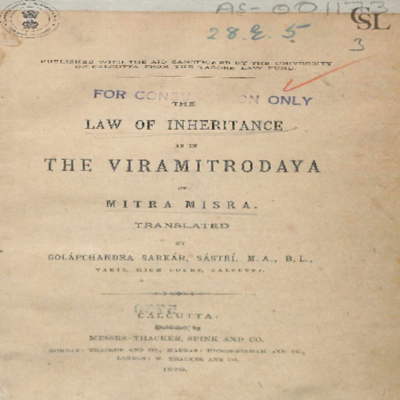 AS-001173
CSL
28.E.5
3
PUBLISHED WITH THE AID SANCTIONED BY THE UNIVERSITY
OF CALCUTTA FROM THE TAGORE LAW FUND.
FOR CONSU ON ONLY
THE
LAW OF INHERITANCE
AS IN
THE VIRAMITRODAYA
OF
MITRA MISRA.
TRANSLATED
BY
GOLÁPCHANDRA SARKÁR, SÁSTRÍ, M.A., B.L.,
VAKIL, HIGH COURT, CALCUTTA.
CALCUTTA:
Published by
MESSRS THACKER, SPINK AND CO.
BOMBAY: THACKER AND CO., MADRAS: HIGGINBOTHAM AND CO.,
LONDON: W. THACKER AND CO.
1879.